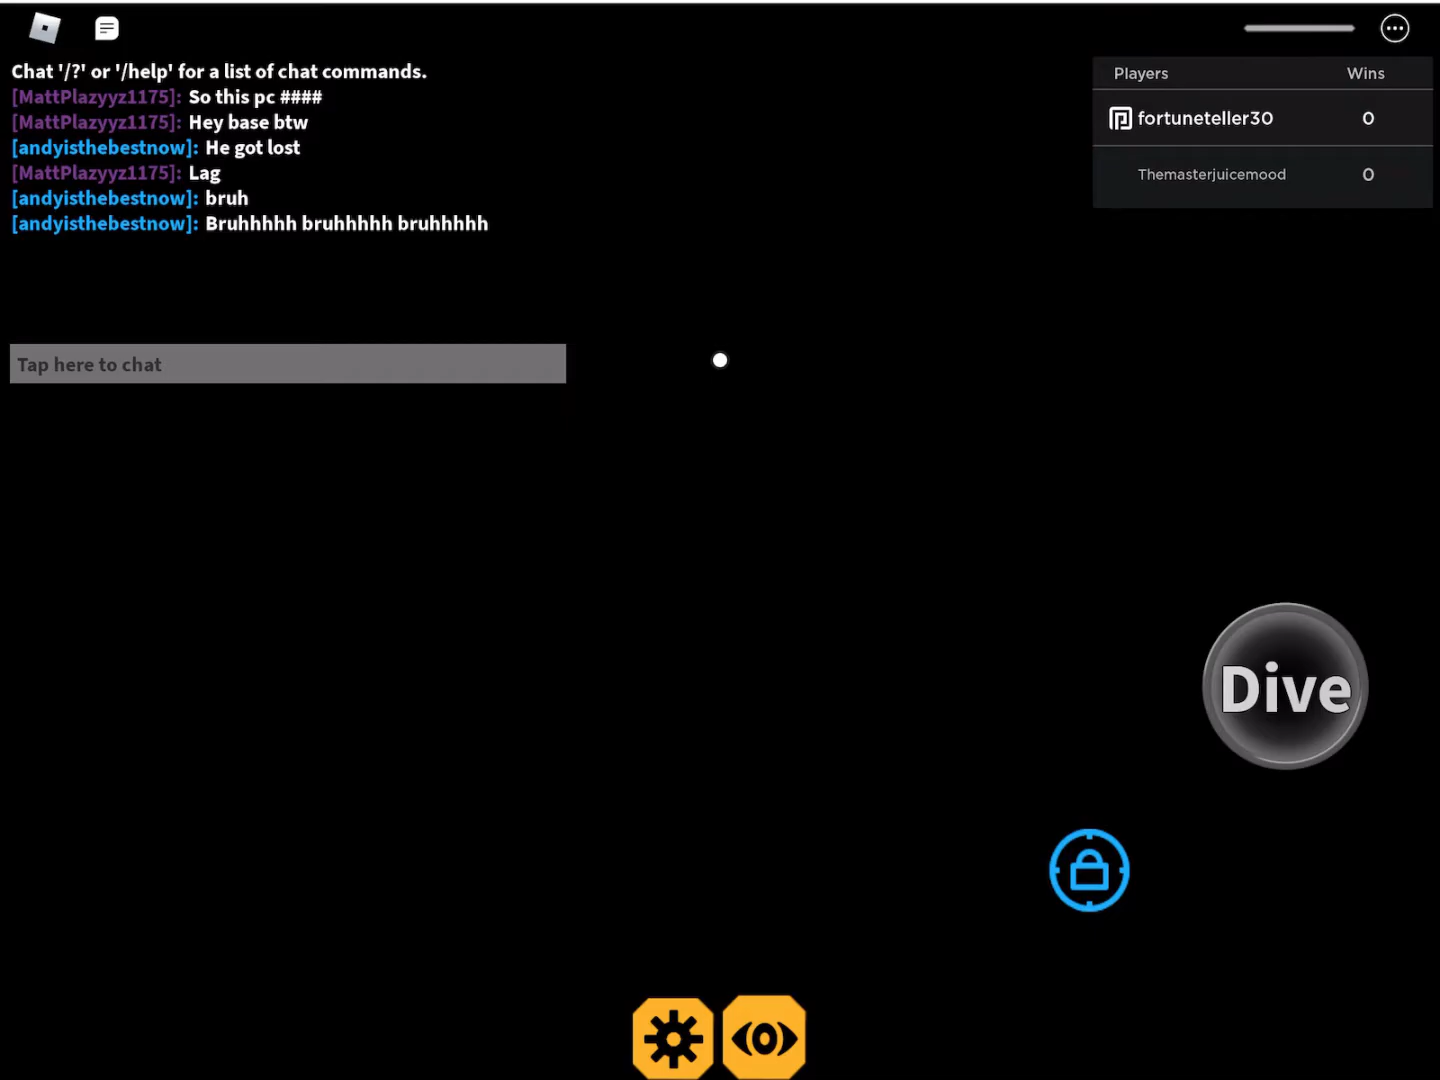 Chat '/?' or '/help' for a list of chat commands.
[MattPlazyyz1175]: So this pc ####
[MattPlazyyz1175]: Hey base btw
[andyisthebestnow]: He got lost
[MattPlazyyz1175]: Lag
[andyisthebestnow]: bruh
[andyisthebestnow]: Bruhhhhh bruhhhhh bruhhhhh
Tap here to chat
Players Wins
fortuneteller30 0
Themasterjuicemood 0
Dive